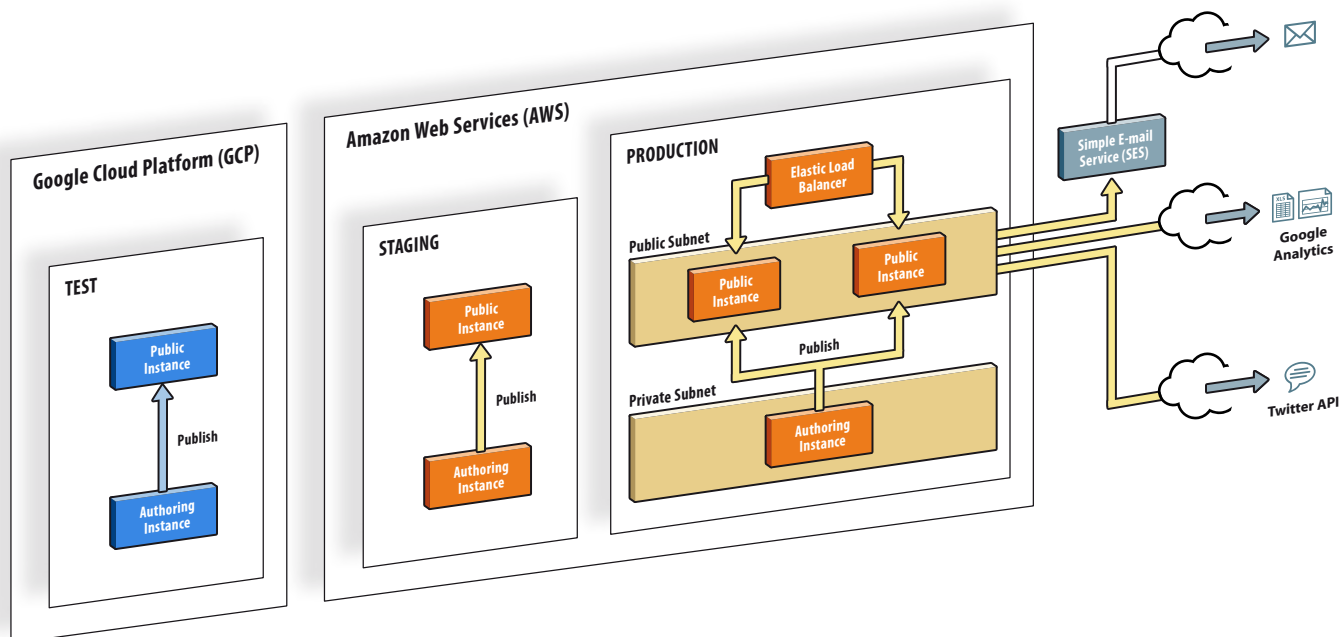 Google Cloud Platform (GCP)
TEST
Public
Instance
Publish
Authoring
Instance
Amazon Web Services (AWS)
STAGING
Public
Instance
Publish
Authoring
Instance
PRODUCTION
Elastic Load
Balancer
Public Subnet
Public
Instance
Public
Instance
Publish
Private Subnet
Authoring
Instance
Simple E-mail
Service (SES)
XLS
Google
Analytics
Twitter API